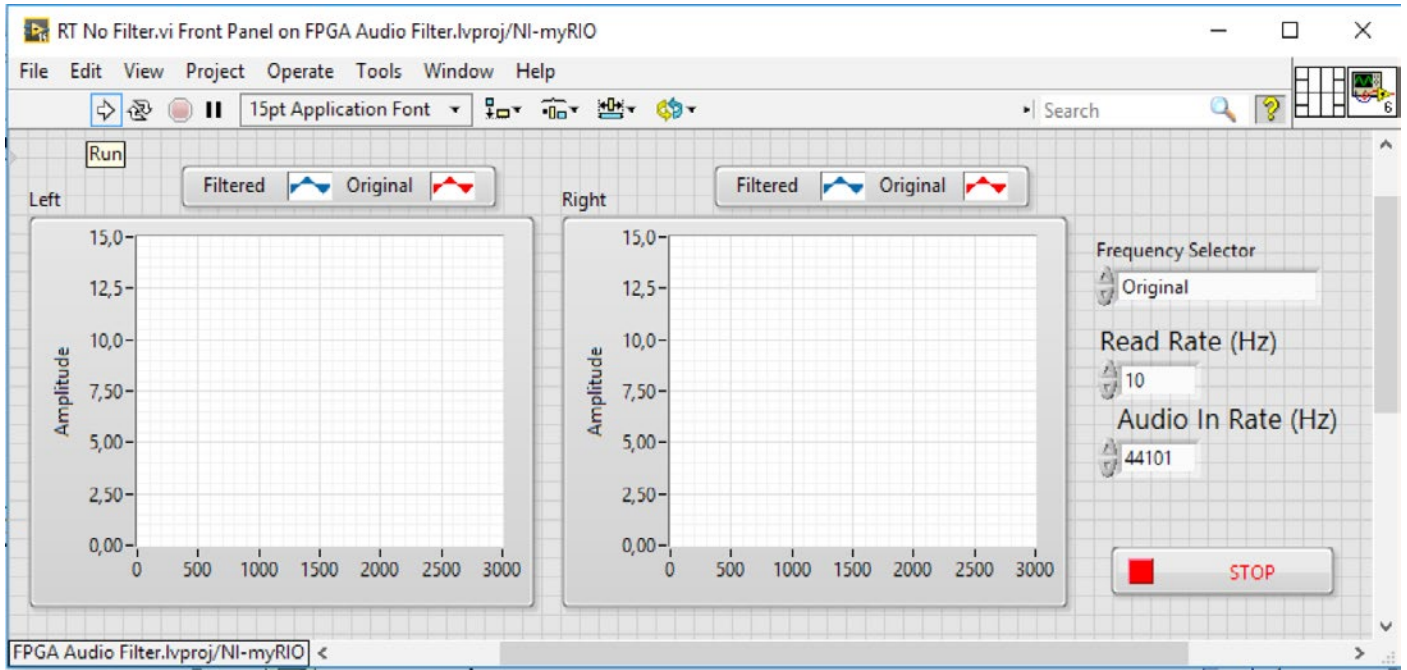 RT No Filter.vi Front Panel on FPGA Audio Filter.lvproj/NI-myRIO
File Edit View Project Operate Tools Window Help
15pt Application Font
Search
6
Run
Left
Filtered Original
Right
Filtered Original
Amplitude
15,0
12,5
10,0
7,50
5,00
2,50
0,00
0 500 1000 1500 2000 2500 3000
Amplitude
15,0
12,5
10,0
7,50
5,00
2,50
0,00
0 500 1000 1500 2000 2500 3000
Frequency Selector
Original
Read Rate (Hz)
10
Audio In Rate (Hz)
44101
STOP
FPGA Audio Filter.lvproj/NI-myRIO